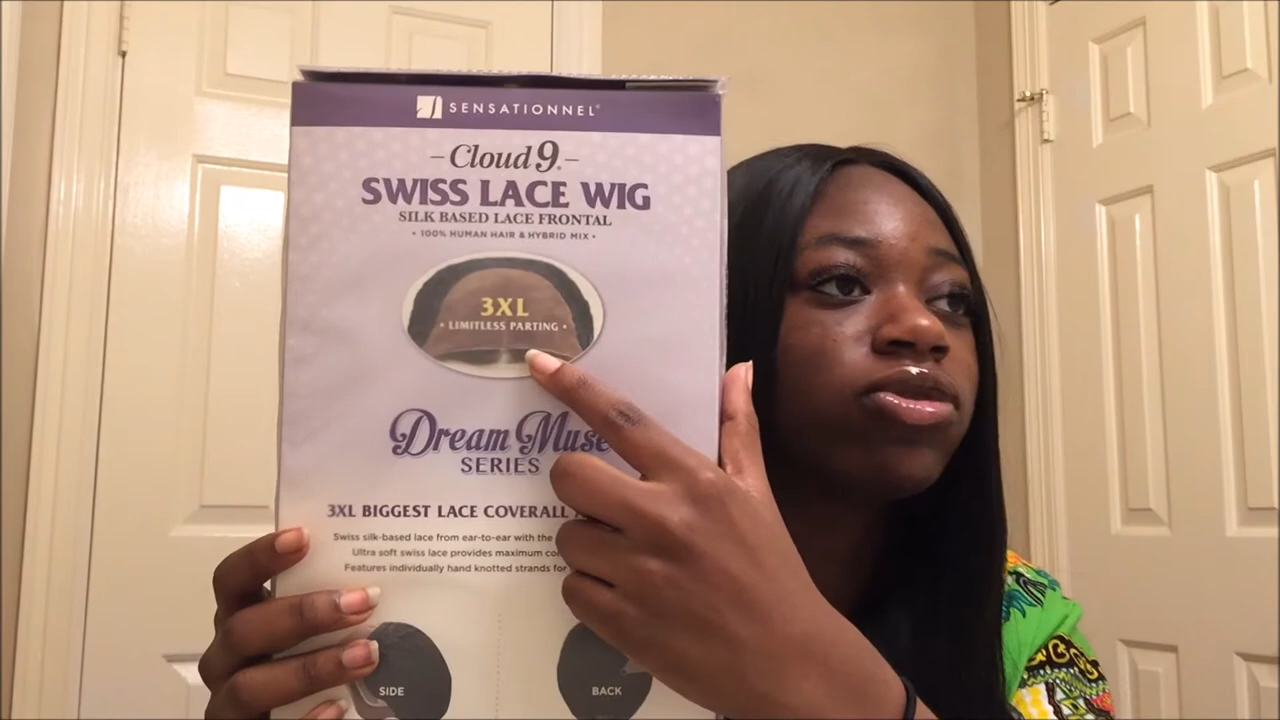 SENSATIONNEL®
–Cloud 9®–
SWISS LACE WIG
SILK BASED LACE FRONTAL
• 100% HUMAN HAIR & HYBRID MIX •
3XL
• LIMITLESS PARTING •
Dream Muse
SERIES
3XL BIGGEST LACE COVERALL
Swiss silk-based lace from ear-to-ear with the
Ultra soft swiss lace provides maximum
Features individually hand knotted strands for
SIDE
BACK